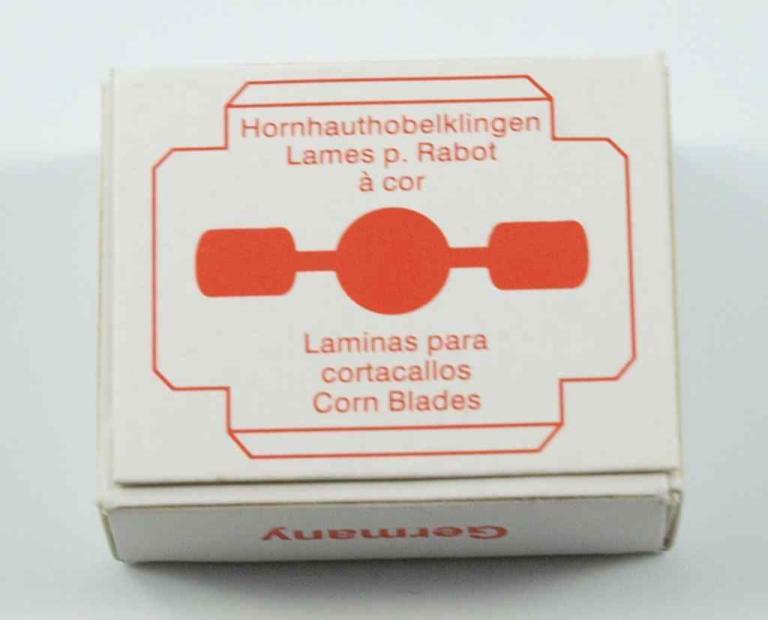 Hornhauthobelklingen
Lames p. Rabot
à cor
Laminas para
cortacallos
Corn Blades
Germany